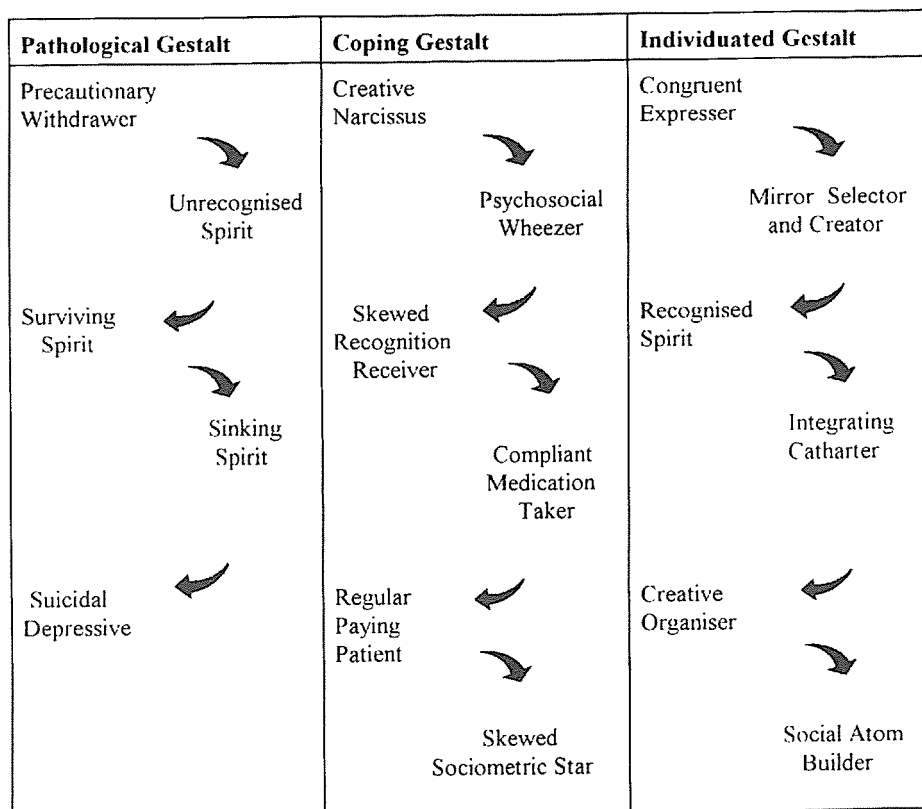 Pathological Gestalt
Precautionary
Withdrawer
Unrecognised
Spirit
Surviving
Spirit
Sinking
Spirit
Suicidal
Depressive
Coping Gestalt
Creative
Narcissus
Psychosocial
Wheezer
Skewed
Recognition
Receiver
Compliant
Medication
Taker
Regular
Paying
Patient
Skewed
Sociometric Star
Individuated Gestalt
Congruent
Expresser
Mirror Selector
and Creator
Recognised
Spirit
Integrating
Catharter
Creative
Organiser
Social Atom
Builder